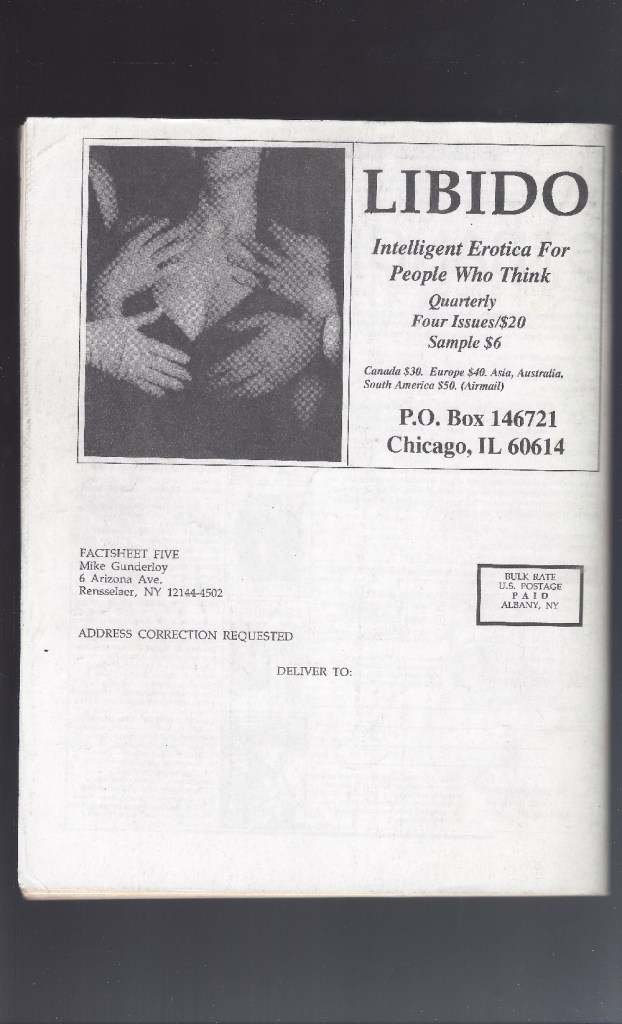 LIBIDO
Intelligent Erotica For
People Who Think
Quarterly
Four Issues/$20
Sample $6
Canada $30. Europe $40. Asia, Australia,
South America $50. (Airmail)
P.O. Box 146721
Chicago, IL 60614
FACTSHEET FIVE
Mike Gunderloy
6 Arizona Ave.
Rensselaer, NY 12144-4502
BULK RATE
U.S. POSTAGE
PAID
ALBANY, NY
ADDRESS CORRECTION REQUESTED
DELIVER TO: